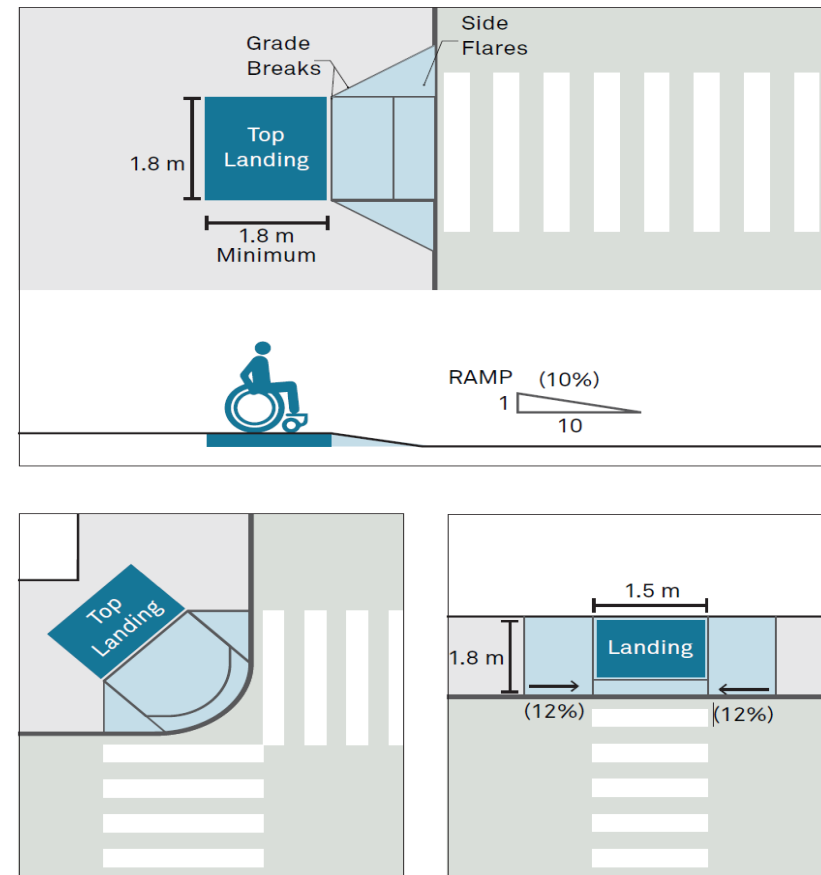 Side
Flares
Grade
Breaks
Top
Landing
1.8 m
1.8 m
Minimum
RAMP (10%)
1
10
Top
Landing
1.5 m
1.8 m
Landing
(12%)
(12%)